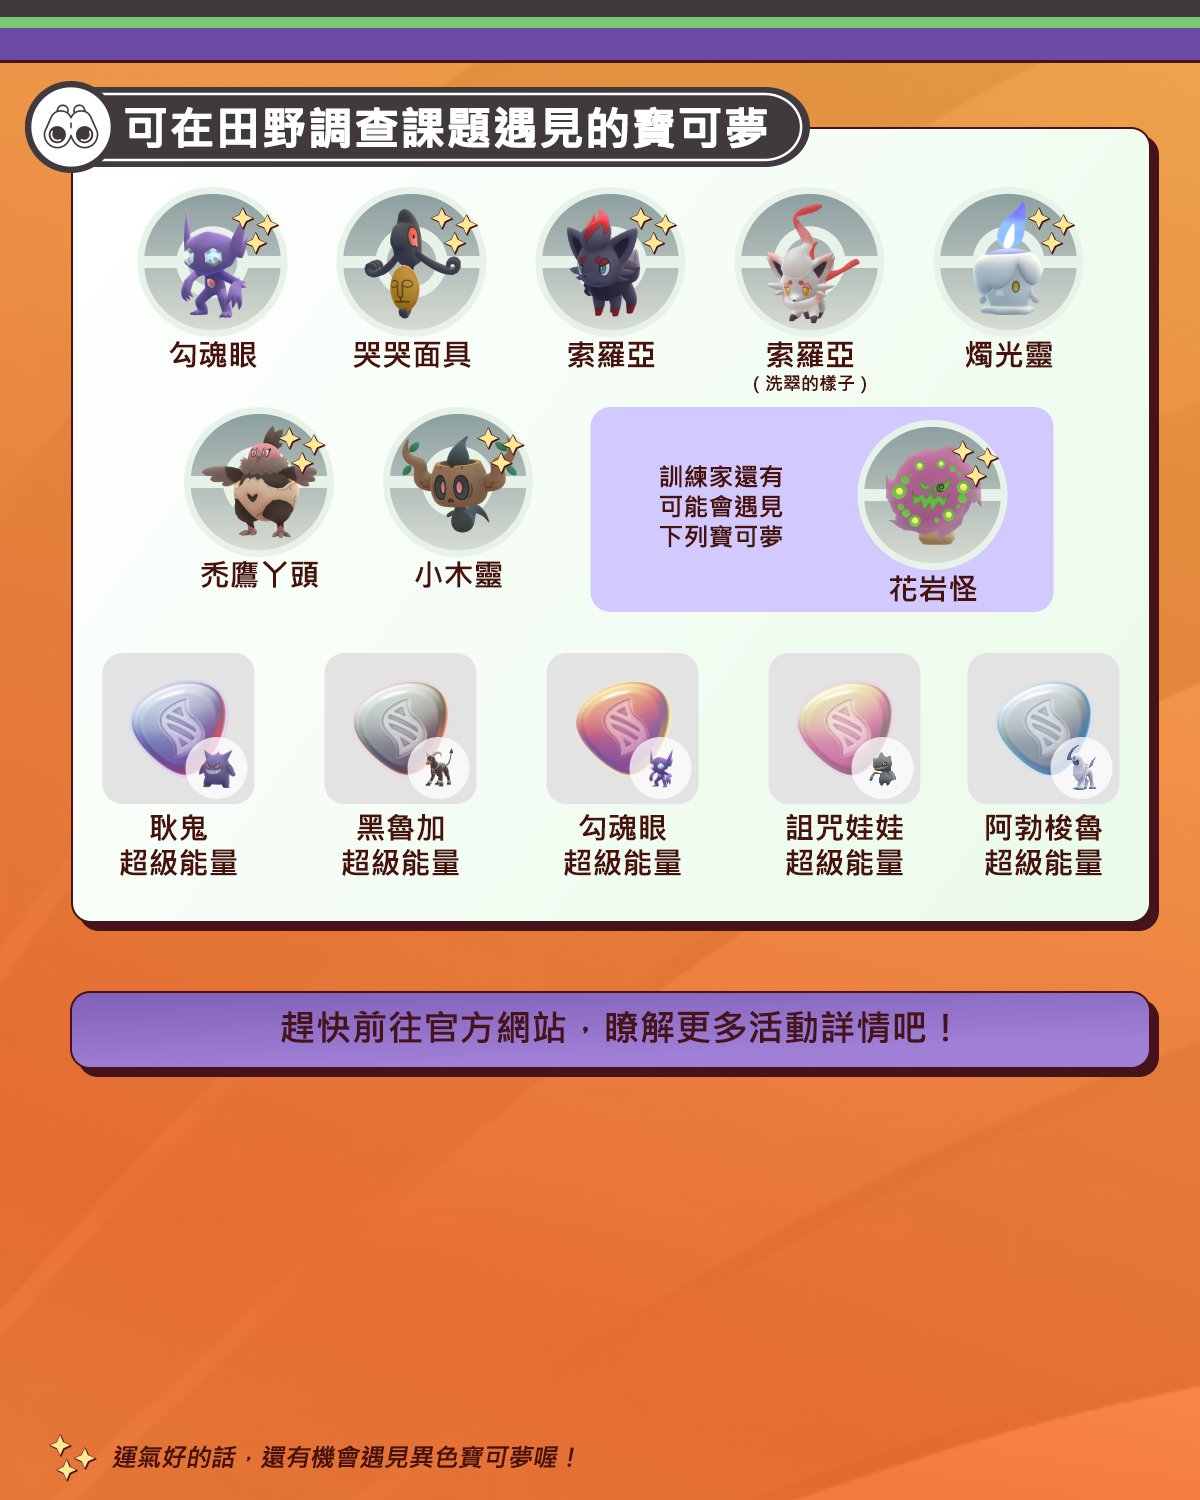 可在田野調查課題遇見的寶可夢
勾魂眼
哭哭面具
索羅亞
索羅亞
（洗翠的樣子）
燭光靈
禿鷹丫頭
小木靈
訓練家還有
可能會遇見
下列寶可夢
花岩怪
耿鬼
超級能量
黑魯加
超級能量
勾魂眼
超級能量
詛咒娃娃
超級能量
阿勃梭魯
超級能量
趕快前往官方網站，瞭解更多活動詳情吧！
運氣好的話，還有機會遇見異色寶可夢喔！